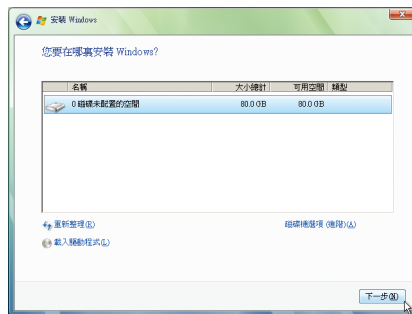 安裝 Windows
您要在哪裏安裝 Windows?
名稱 大小總計 可用空間 類型
0 磁碟未配置的空間 80.0 GB 80.0 GB
重新整理(R) 磁碟機選項 (進階)(A)
載入驅動程式(L)
下一步(N)